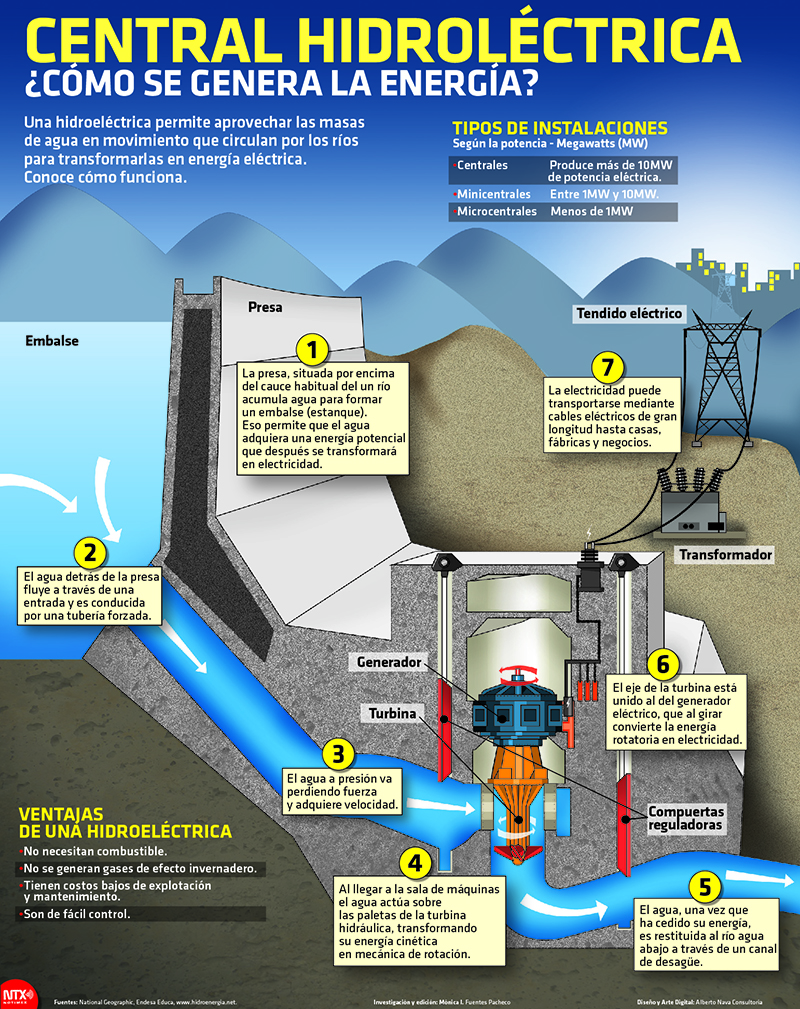 CENTRAL HIDROLÉCTRICA
¿CÓMO SE GENERA LA ENERGÍA?
Una hidroeléctrica permite aprovechar las masas
de agua en movimiento que circulan por los ríos
para transformarlas en energía eléctrica.
Conoce cómo funciona.
TIPOS DE INSTALACIONES
Según la potencia - Megawatts (MW)
•Centrales Produce más de 10MW
de potencia eléctrica.
•Minicentrales Entre 1MW y 10MW.
•Microcentrales Menos de 1MW
Embalse
Presa
1
La presa, situada por encima
del cauce habitual del un río
acumula agua para formar
un embalse (estanque).
Eso permite que el agua
adquiera una energía potencial
que después se transformará
en electricidad.
Tendido eléctrico
7
La electricidad puede
transportarse mediante
cables eléctricos de gran
longitud hasta casas,
fábricas y negocios.
Transformador
2
El agua detrás de la presa
fluye a través de una
entrada y es conducida
por una tubería forzada.
Generador
Turbina
6
El eje de la turbina está
unido al del generador
eléctrico, que al girar
convierte la energía
rotatoria en electricidad.
3
El agua a presión va
perdiendo fuerza
y adquiere velocidad.
Compuertas
reguladoras
VENTAJAS
DE UNA HIDROELÉCTRICA
•No necesitan combustible.
•No se generan gases de efecto invernadero.
•Tienen costos bajos de explotación
y mantenimiento.
•Son de fácil control.
4
Al llegar a la sala de máquinas
el agua actúa sobre
las paletas de la turbina
hidráulica, transformando
su energía cinética
en mecánica de rotación.
5
El agua, una vez que
ha cedido su energía,
es restituida al río agua
abajo a través de un canal
de desagüe.
NTX
NOTIMEX
Fuentes: National Geographic, Endesa Educa, www.hidroenergia.net.
Investigación y edición: Mónica I. Fuentes Pacheco
Diseño y Arte Digital: Alberto Nava Consultoría